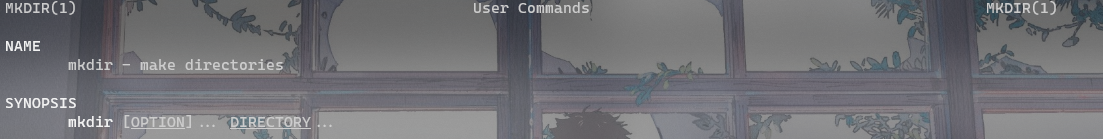 MKDIR(1) User Commands MKDIR(1)
NAME
mkdir - make directories
SYNOPSIS
mkdir [OPTION]... DIRECTORY...